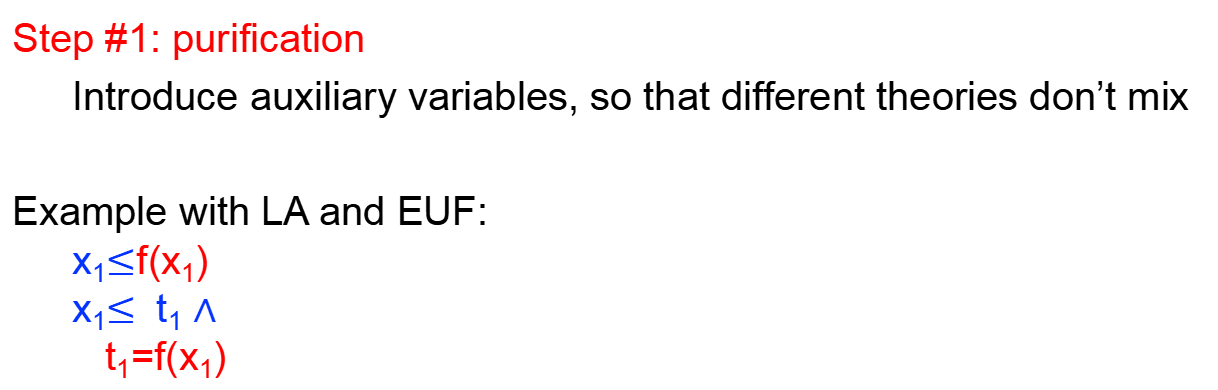 Step #1: purification
Introduce auxiliary variables, so that different theories don’t mix
Example with LA and EUF:
x₁≤f(x₁)
x₁≤ t₁ ∧
t₁=f(x₁)